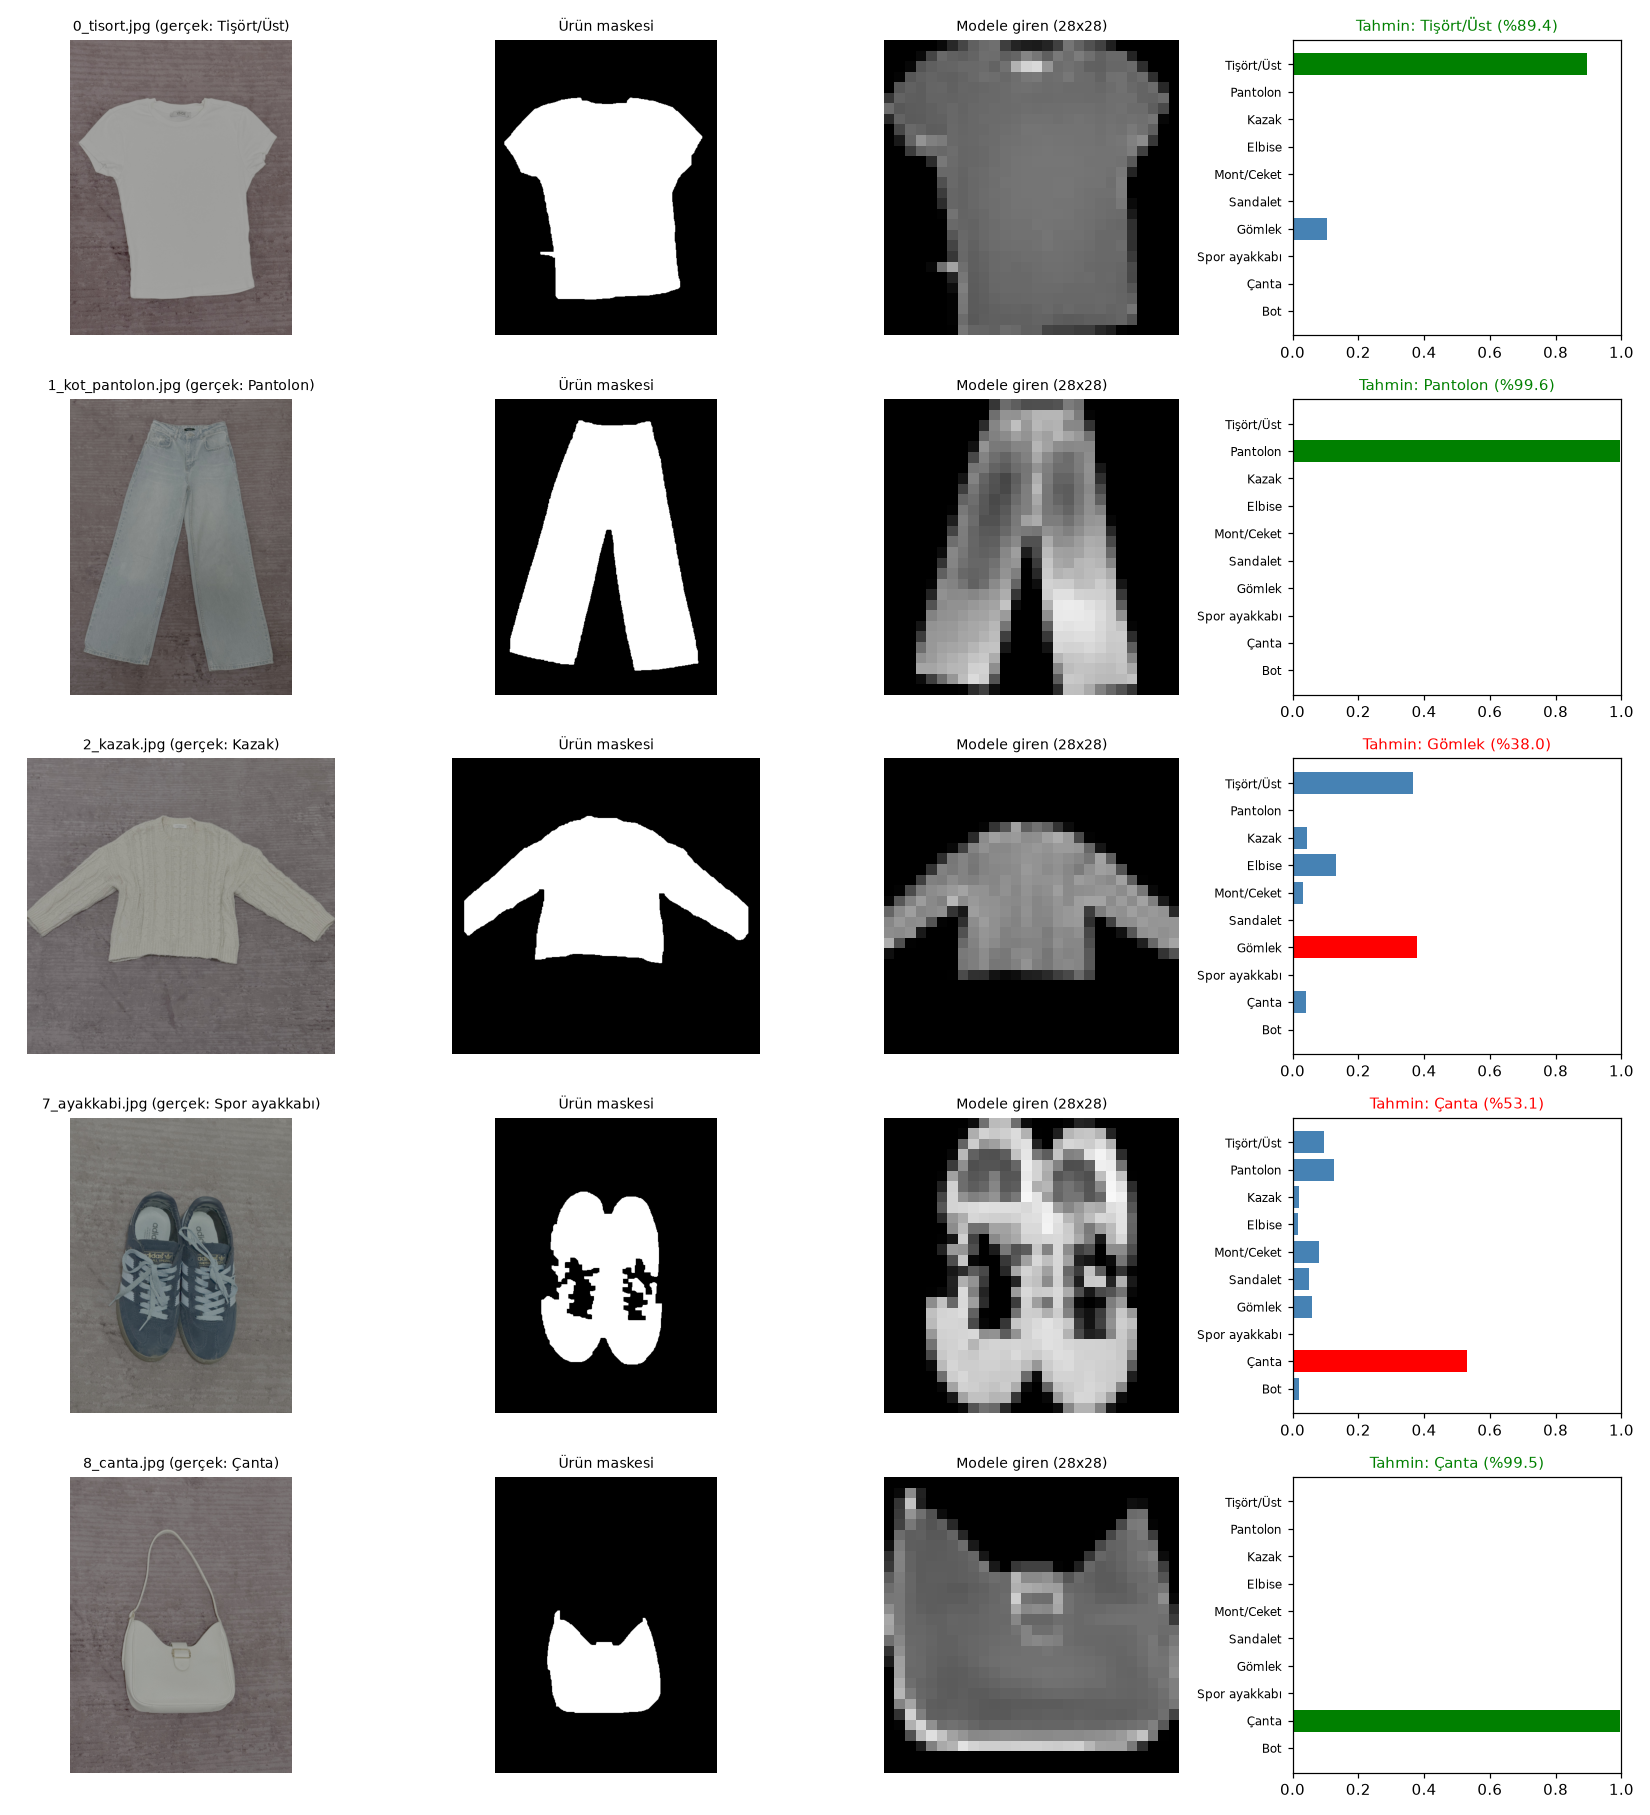 0_tisort.jpg (gerçek: Tişört/Üst)
Ürün maskesi
Modele giren (28x28)
Tahmin: Tişört/Üst (%89.4)
Tişört/Üst
Pantolon
Kazak
Elbise
Mont/Ceket
Sandalet
Gömlek
Spor ayakkabı
Çanta
Bot
0.0 0.2 0.4 0.6 0.8 1.0
1_kot_pantolon.jpg (gerçek: Pantolon)
Ürün maskesi
Modele giren (28x28)
Tahmin: Pantolon (%99.6)
Tişört/Üst
Pantolon
Kazak
Elbise
Mont/Ceket
Sandalet
Gömlek
Spor ayakkabı
Çanta
Bot
0.0 0.2 0.4 0.6 0.8 1.0
2_kazak.jpg (gerçek: Kazak)
Ürün maskesi
Modele giren (28x28)
Tahmin: Gömlek (%38.0)
Tişört/Üst
Pantolon
Kazak
Elbise
Mont/Ceket
Sandalet
Gömlek
Spor ayakkabı
Çanta
Bot
0.0 0.2 0.4 0.6 0.8 1.0
7_ayakkabi.jpg (gerçek: Spor ayakkabı)
Ürün maskesi
Modele giren (28x28)
Tahmin: Çanta (%53.1)
Tişört/Üst
Pantolon
Kazak
Elbise
Mont/Ceket
Sandalet
Gömlek
Spor ayakkabı
Çanta
Bot
0.0 0.2 0.4 0.6 0.8 1.0
8_canta.jpg (gerçek: Çanta)
Ürün maskesi
Modele giren (28x28)
Tahmin: Çanta (%99.5)
Tişört/Üst
Pantolon
Kazak
Elbise
Mont/Ceket
Sandalet
Gömlek
Spor ayakkabı
Çanta
Bot
0.0 0.2 0.4 0.6 0.8 1.0